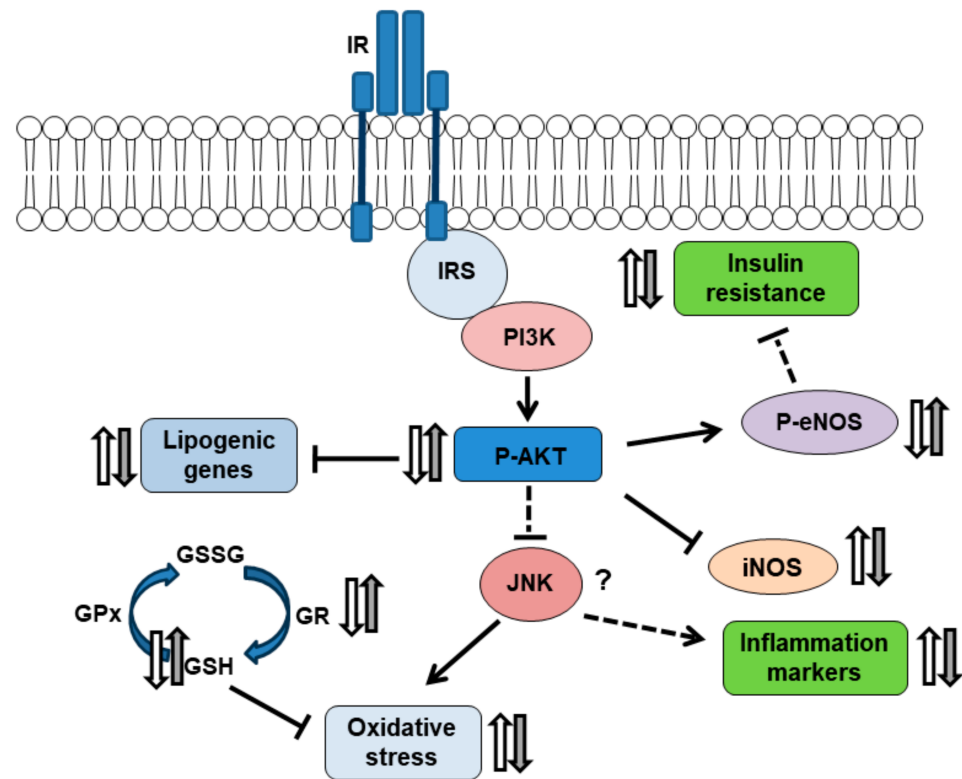 IR
IRS
Insulin
resistance
PI3K
P-eNOS
Lipogenic
genes
P-AKT
GSSG
iNOS
JNK
?
GPx
GR
GSH
Inflammation
markers
Oxidative
stress